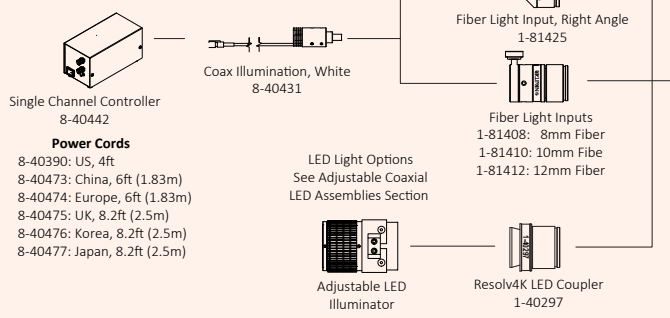 Fiber Light Input, Right Angle
1-81425
Coax Illumination, White
8-40431
Single Channel Controller
8-40442
Power Cords
8-40390: US, 4ft
8-40473: China, 6ft (1.83m)
8-40474: Europe, 6ft (1.83m)
8-40475: UK, 8.2ft (2.5m)
8-40476: Korea, 8.2ft (2.5m)
8-40477: Japan, 8.2ft (2.5m)
Fiber Light Inputs
1-81408: 8mm Fiber
1-81410: 10mm Fibe
1-81412: 12mm Fiber
LED Light Options
See Adjustable Coaxial
LED Assemblies Section
Adjustable LED
Illuminator
1-40297
Resolv4K LED Coupler
1-40297